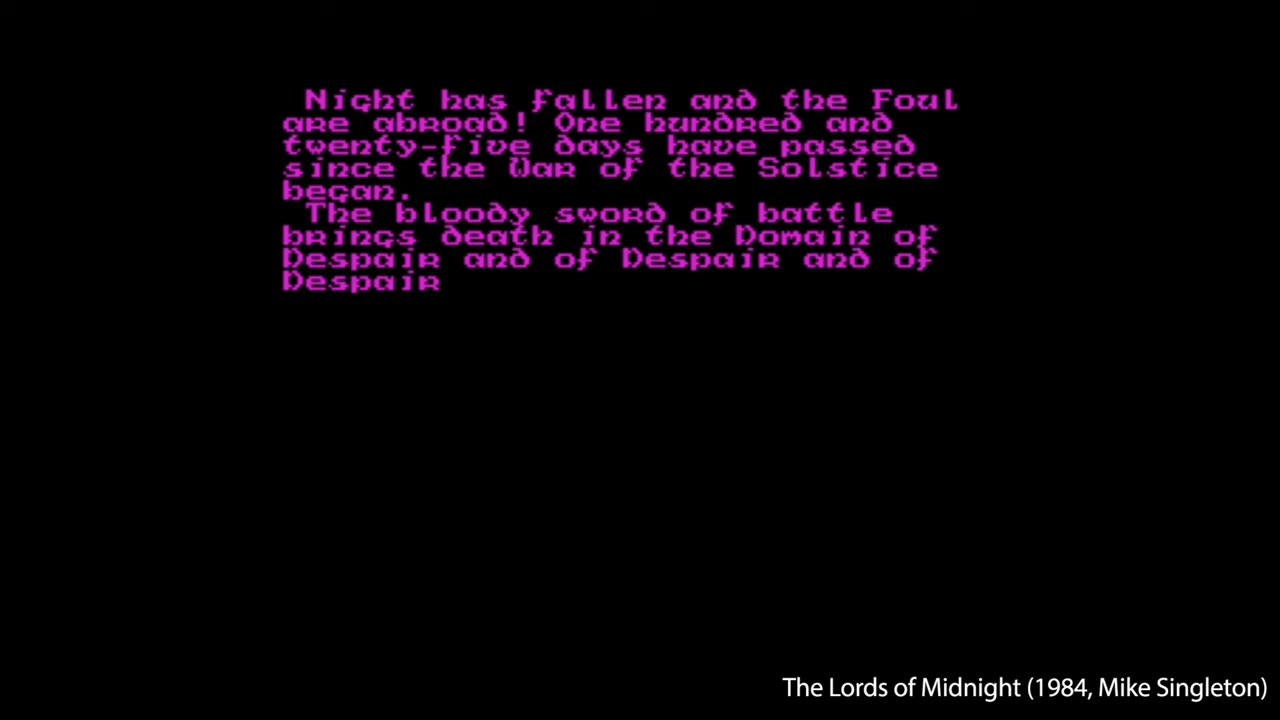 Night has fallen and the Foul
are abroad! One hundred and
twenty-five days have passed
since the War of the Solstice
began.
The bloody sword of battle
brings death in the Domain of
Despair and of Despair and of
Despair
The Lords of Midnight (1984, Mike Singleton)